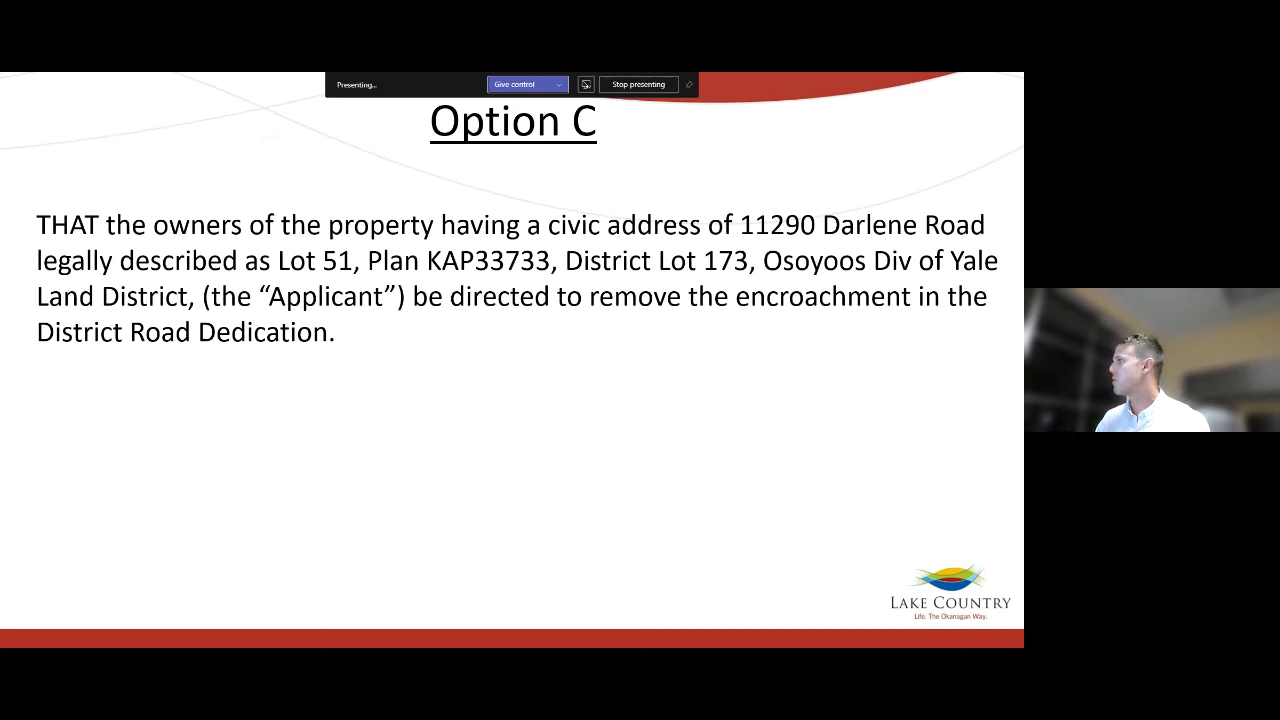 Presenting...
Give control
Stop presenting
Option C
THAT the owners of the property having a civic address of 11290 Darlene Road
legally described as Lot 51, Plan KAP33733, District Lot 173, Osoyoos Div of Yale
Land District, (the “Applicant”) be directed to remove the encroachment in the
District Road Dedication.
LAKE COUNTRY
Life. The Okanagan Way.